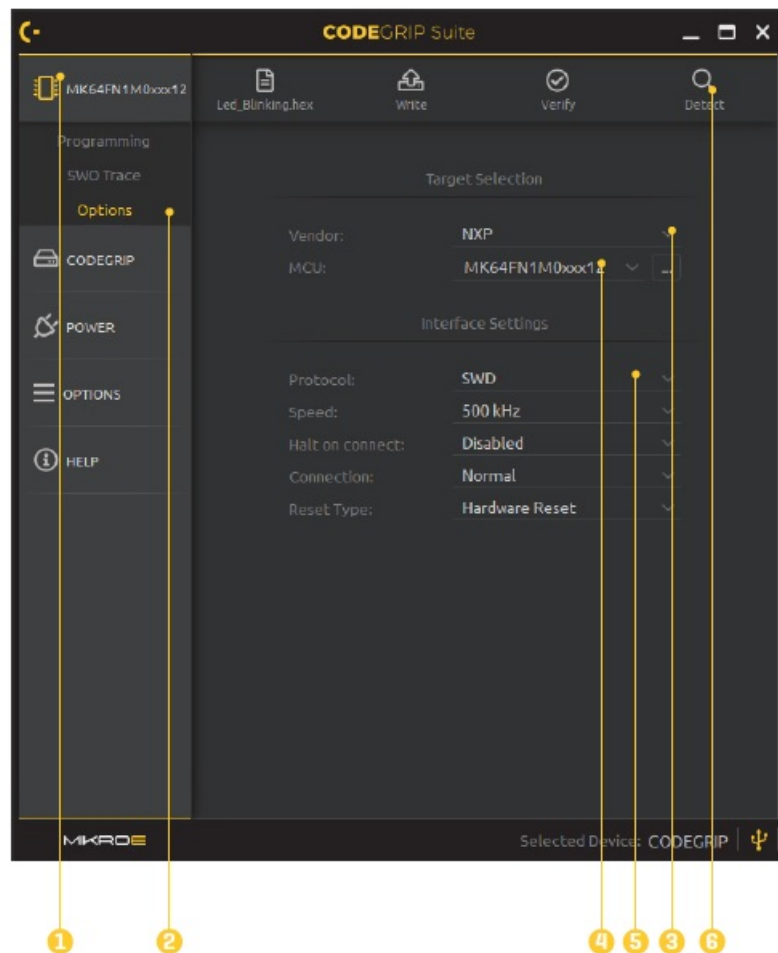 CODEGRIP Suite
MK64FN1M0xxx12
Led_Blinking.hex
Write
Verify
Detect
Programming
SWO Trace
Options
CODEGRIP
POWER
OPTIONS
HELP
Target Selection
Vendor: NXP
MCU: MK64FN1M0xxx12 ...
Interface Settings
Protocol: SWD
Speed: 500 kHz
Halt on connect: Disabled
Connection: Normal
Reset Type: Hardware Reset
MIKROE
Selected Device: CODEGRIP
1 2 4 5 3 6